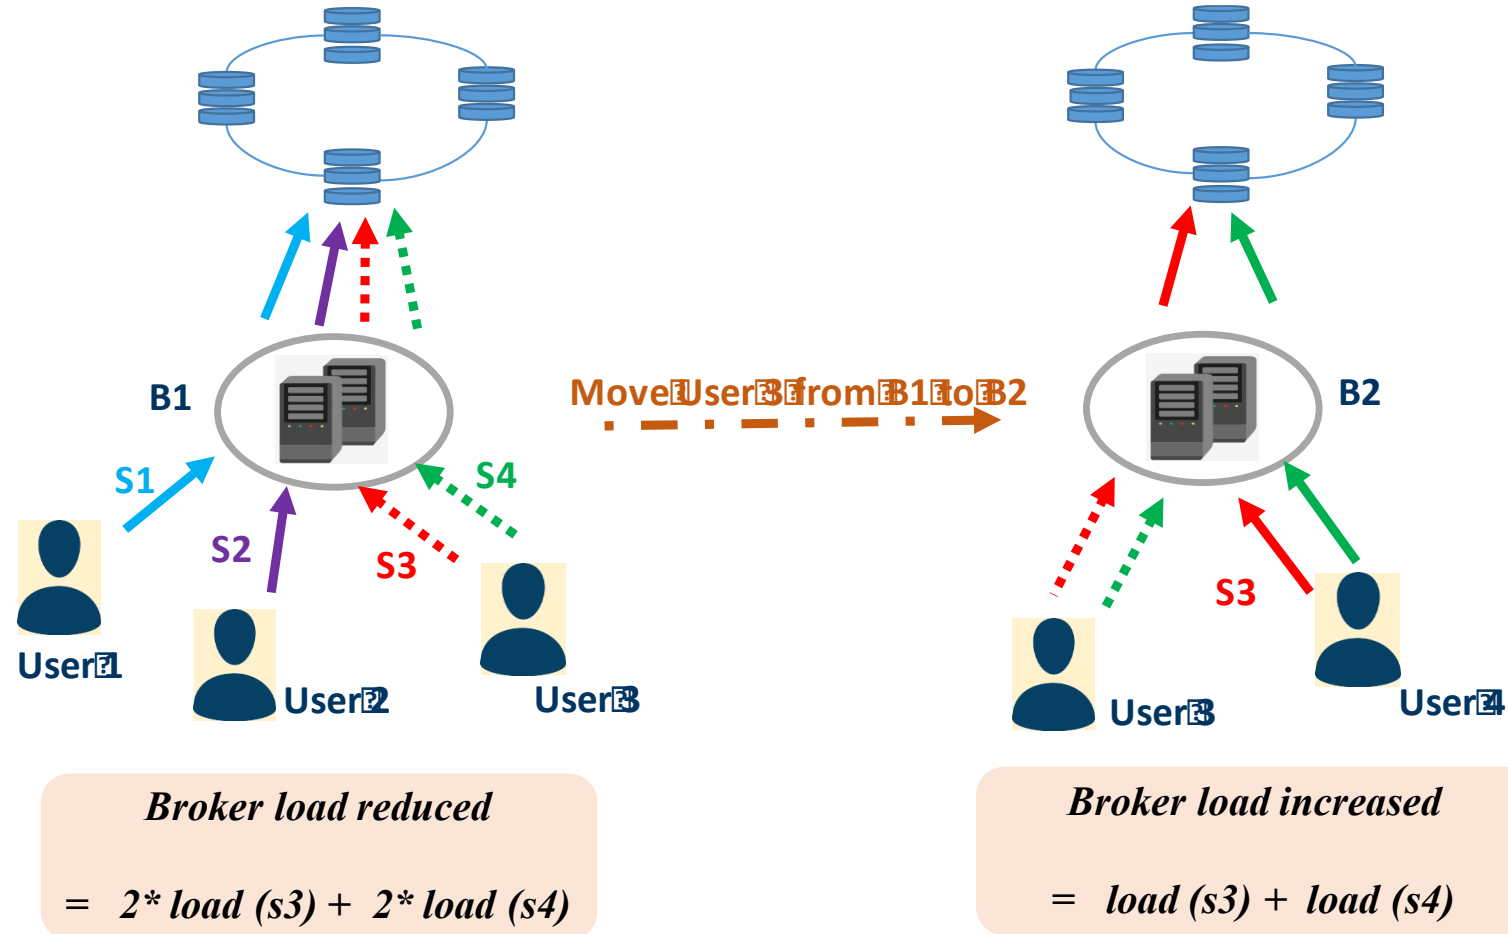 B1
Move User 3 from B1 to B2
B2
S1
S4
S2
S3
S3
User 1
User 2
User 3
User 3
User 4
Broker load reduced
= 2* load (s3) + 2* load (s4)
Broker load increased
= load (s3) + load (s4)